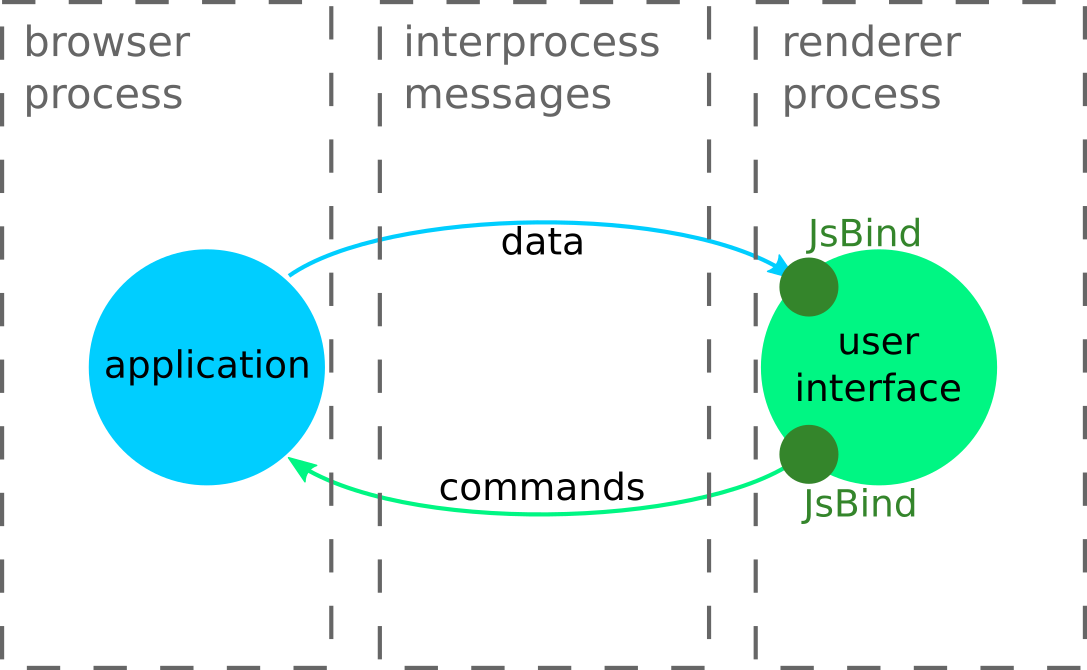 browser
process
interprocess
messages
renderer
process
JsBind
data
application
user
interface
commands
JsBind